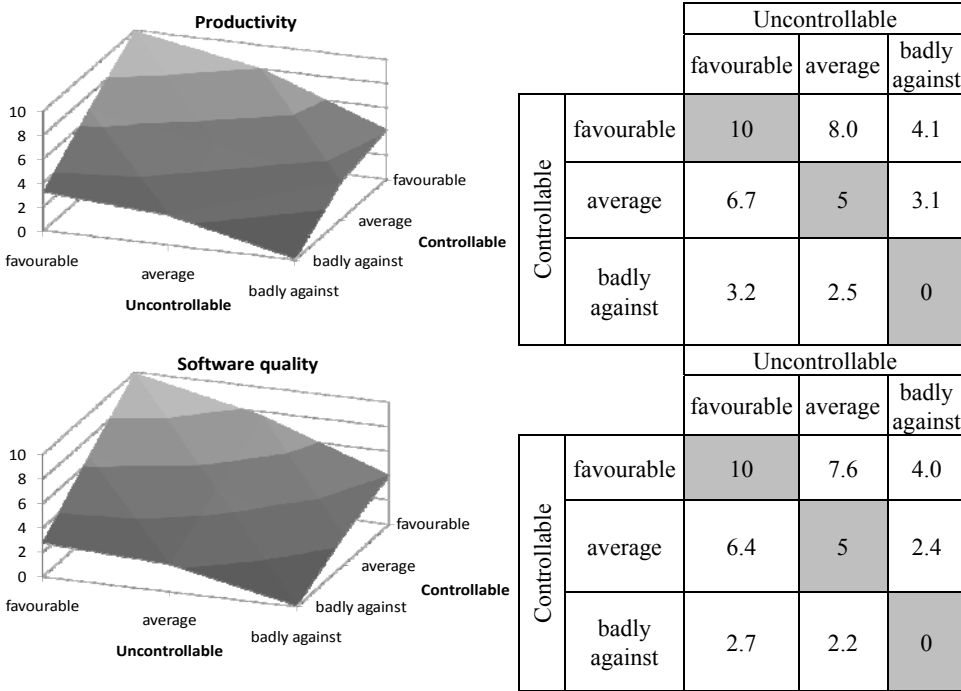 Productivity
10
8
6
4
2
0
favourable
average
badly against
Uncontrollable
badly against
average
favourable
Controllable
Uncontrollable
favourable average badly
against
Controllable
favourable 10 8.0 4.1
average 6.7 5 3.1
badly
against 3.2 2.5 0
Software quality
10
8
6
4
2
0
favourable
average
badly against
Uncontrollable
badly against
average
favourable
Controllable
Uncontrollable
favourable average badly
against
Controllable
favourable 10 7.6 4.0
average 6.4 5 2.4
badly
against 2.7 2.2 0